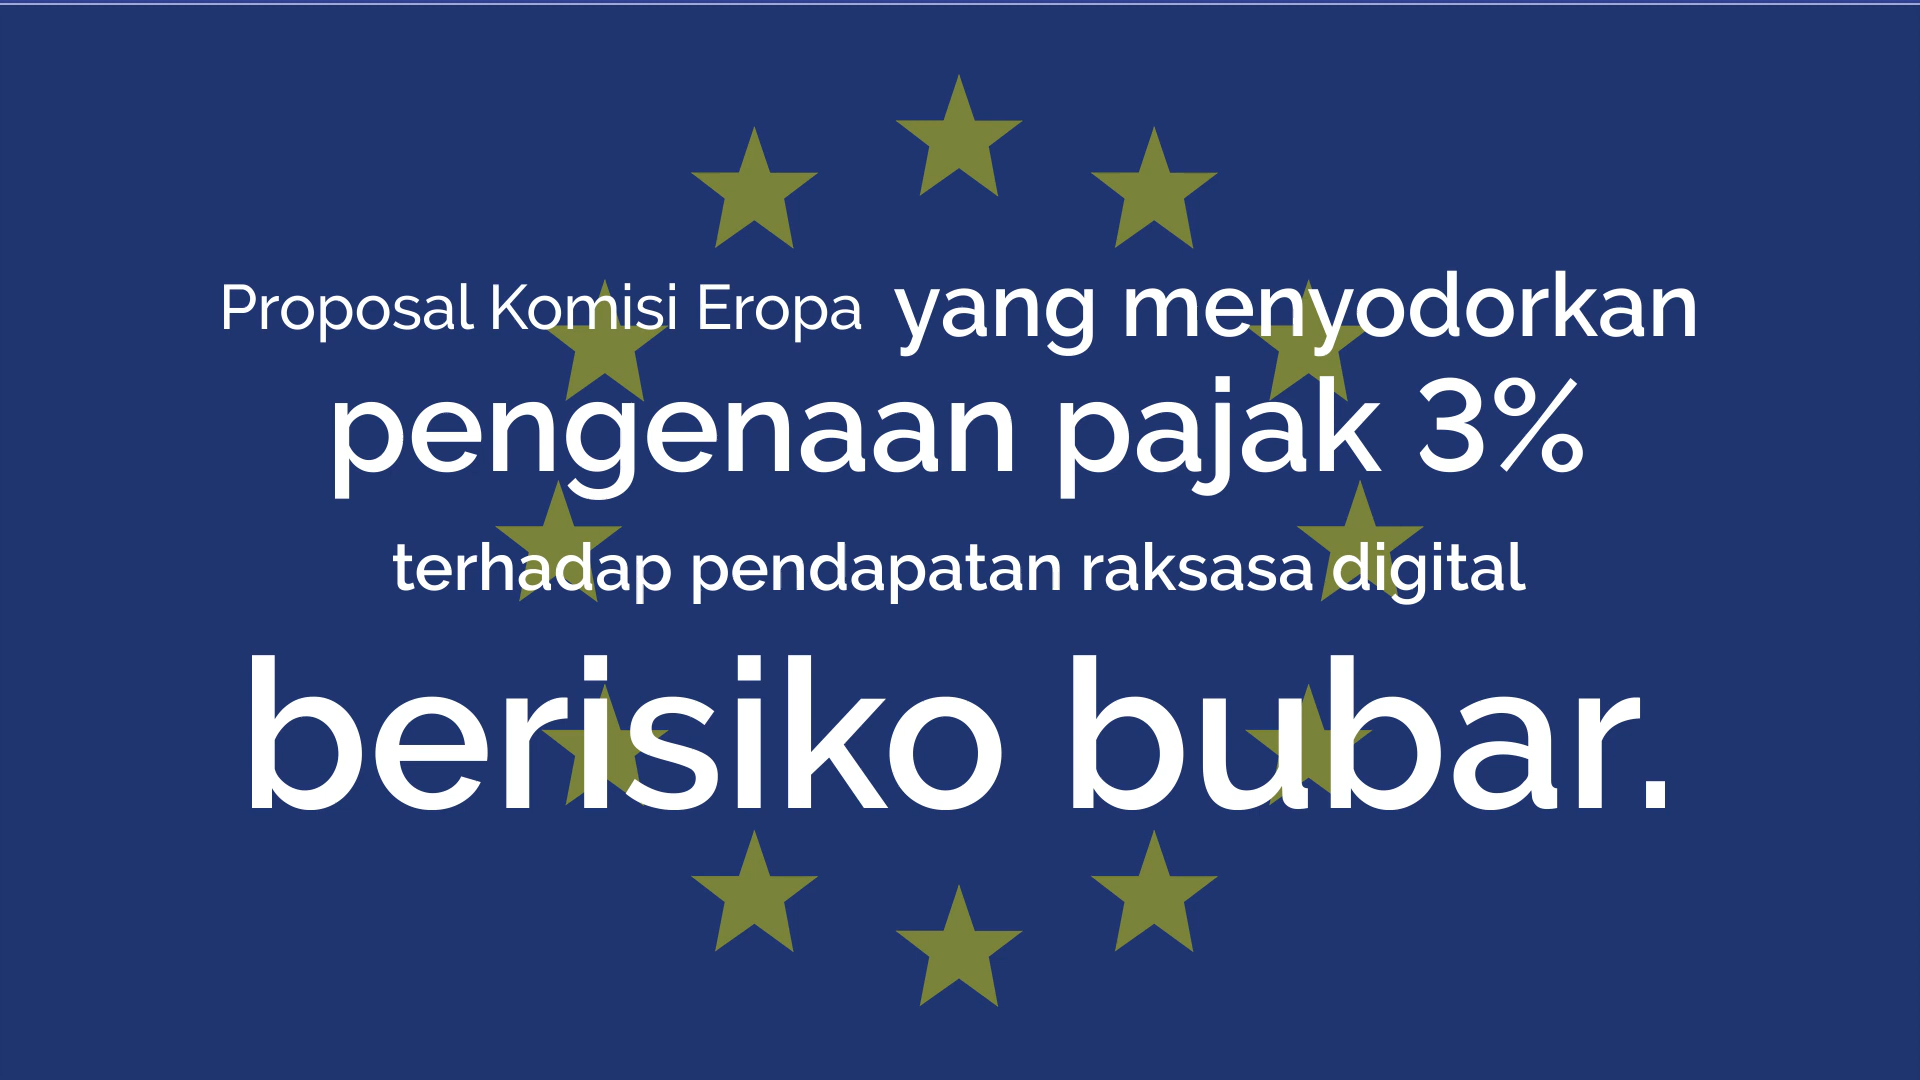 Proposal Komisi Eropa yang menyodorkan
pengenaan pajak 3%
terhadap pendapatan raksasa digital
berisiko bubar.